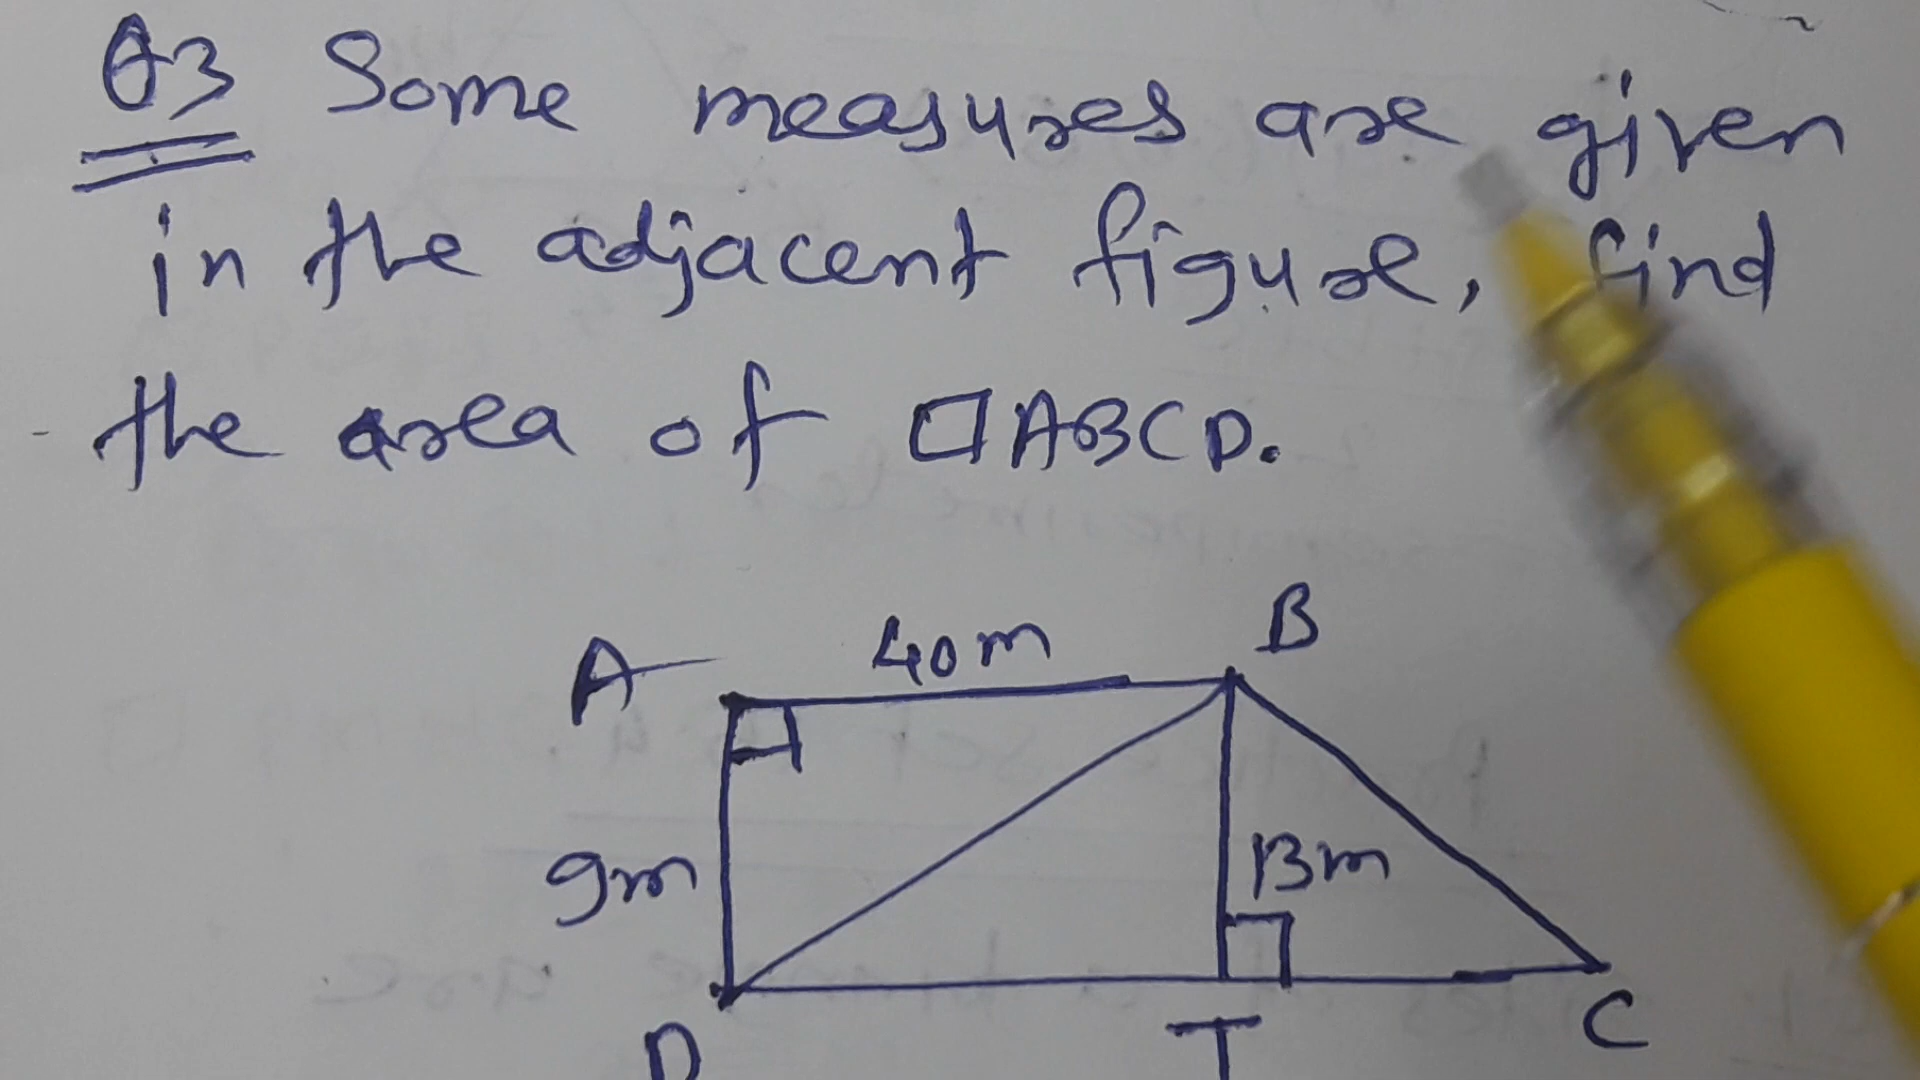 Q3 Some measures are given
in the adjacent figure, find
the area of □ABCD.
40m
A
B
9m
13m
D
T
C